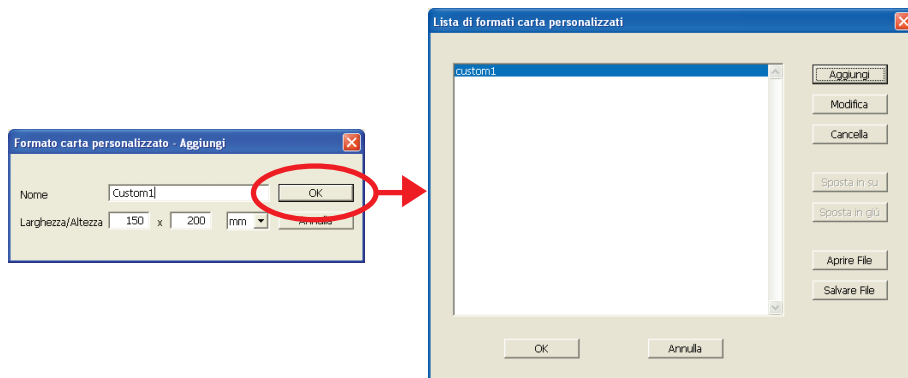 Formato carta personalizzato - Aggiungi
Nome
Custom1
OK
Larghezza/Altezza
150 x 200
mm
Annulla
Lista di formati carta personalizzati
custom1
Aggiungi
Modifica
Cancella
Sposta in su
Sposta in giù
Aprire File
Salvare File
OK
Annulla